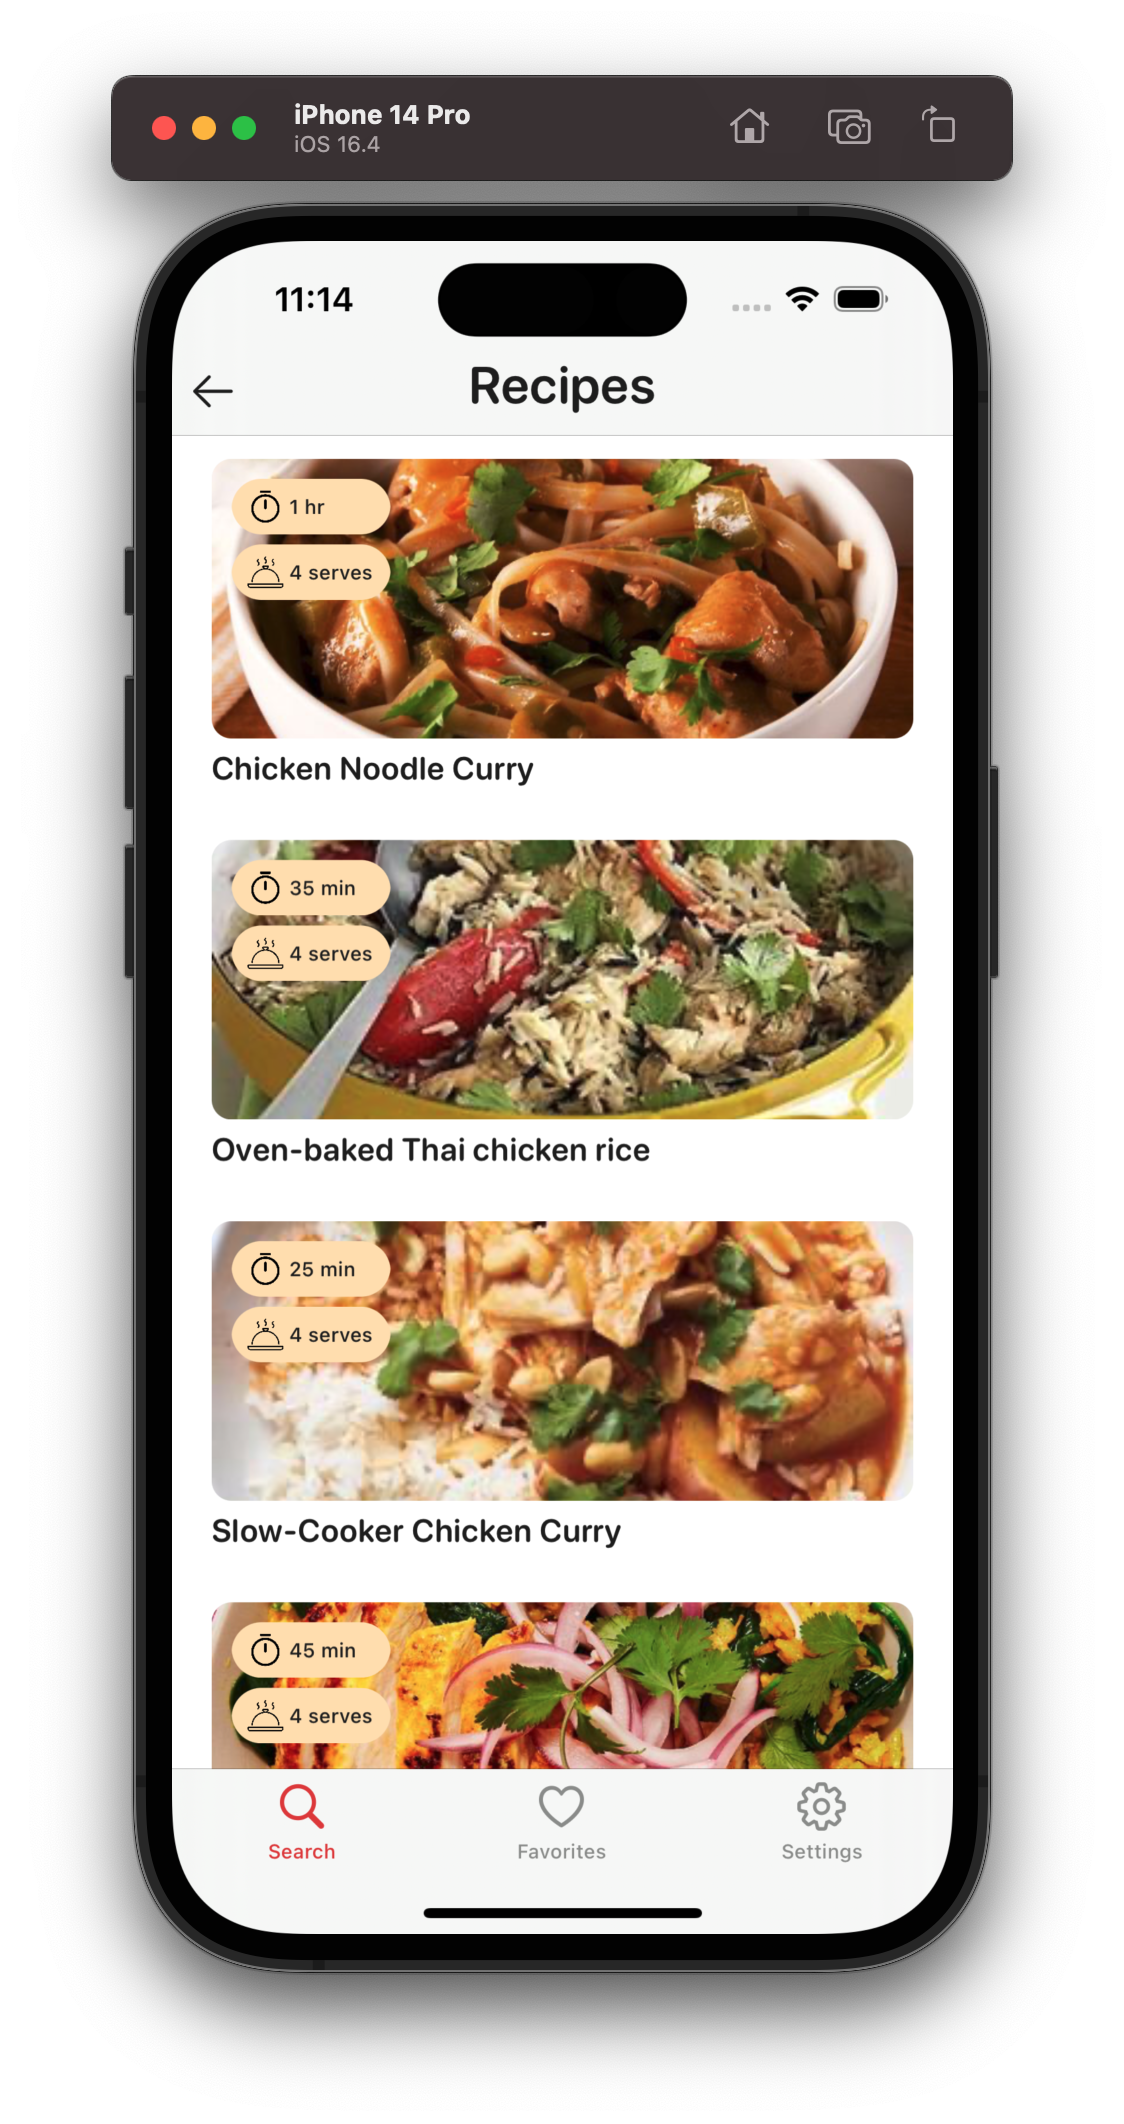 iPhone 14 Pro
iOS 16.4
11:14
Recipes
1 hr
4 serves
Chicken Noodle Curry
35 min
4 serves
Oven-baked Thai chicken rice
25 min
4 serves
Slow-Cooker Chicken Curry
45 min
4 serves
Search
Favorites
Settings